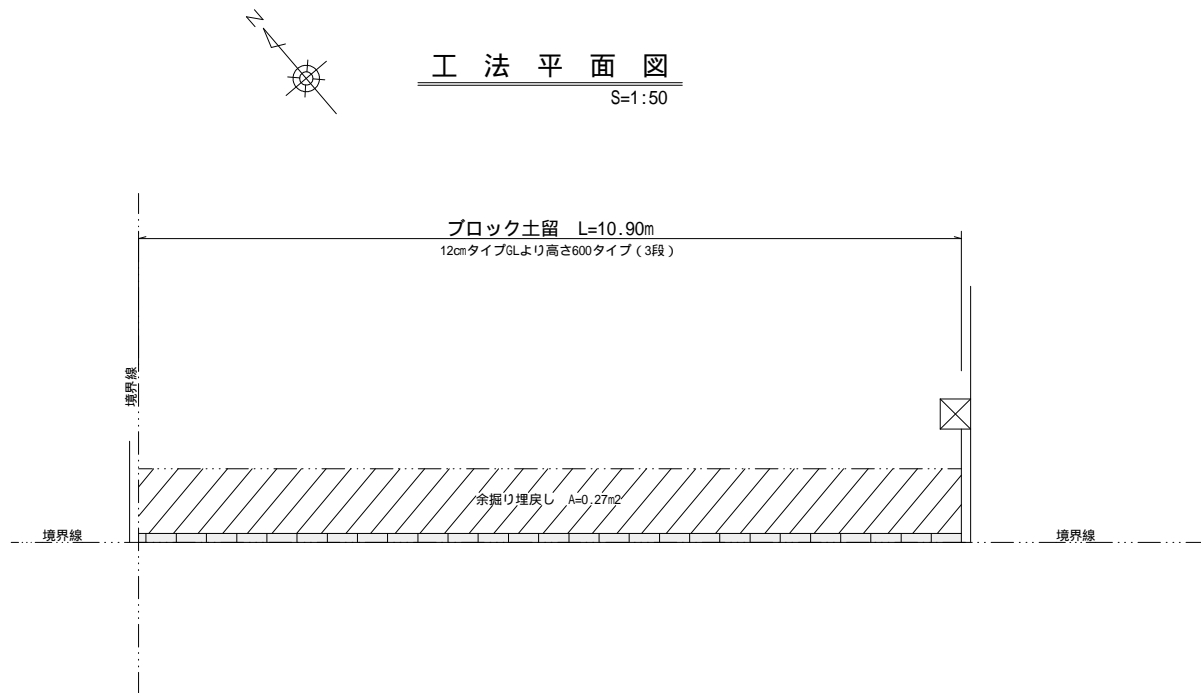 N
工法平面図
S=1:50
ブロック土留 L=10.90m
12cmタイプGLより高さ600タイプ(3段)
境界線
余掘り埋戻し A=0.27m2
境界線
境界線